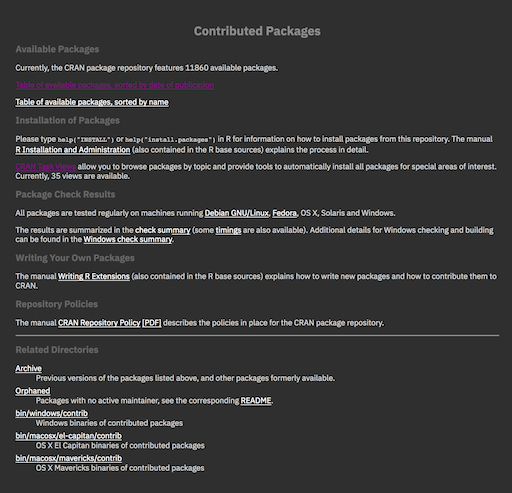 Contributed Packages
Available Packages
Currently, the CRAN package repository features 11860 available packages.
Table of available packages, sorted by date of publication
Table of available packages, sorted by name
Installation of Packages
Please type help("INSTALL") or help("install.packages") in R for information on how to install packages from this repository. The manual
R Installation and Administration (also contained in the R base sources) explains the process in detail.
CRAN Task Views allow you to browse packages by topic and provide tools to automatically install all packages for special areas of interest.
Currently, 35 views are available.
Package Check Results
All packages are tested regularly on machines running Debian GNU/Linux, Fedora, OS X, Solaris and Windows.
The results are summarized in the check summary (some timings are also available). Additional details for Windows checking and building
can be found in the Windows check summary.
Writing Your Own Packages
The manual Writing R Extensions (also contained in the R base sources) explains how to write new packages and how to contribute them to
CRAN.
Repository Policies
The manual CRAN Repository Policy [PDF] describes the policies in place for the CRAN package repository.
Related Directories
Archive
Previous versions of the packages listed above, and other packages formerly available.
Orphaned
Packages with no active maintainer, see the corresponding README.
bin/windows/contrib
Windows binaries of contributed packages
bin/macosx/el-capitan/contrib
OS X El Capitan binaries of contributed packages
bin/macosx/mavericks/contrib
OS X Mavericks binaries of contributed packages